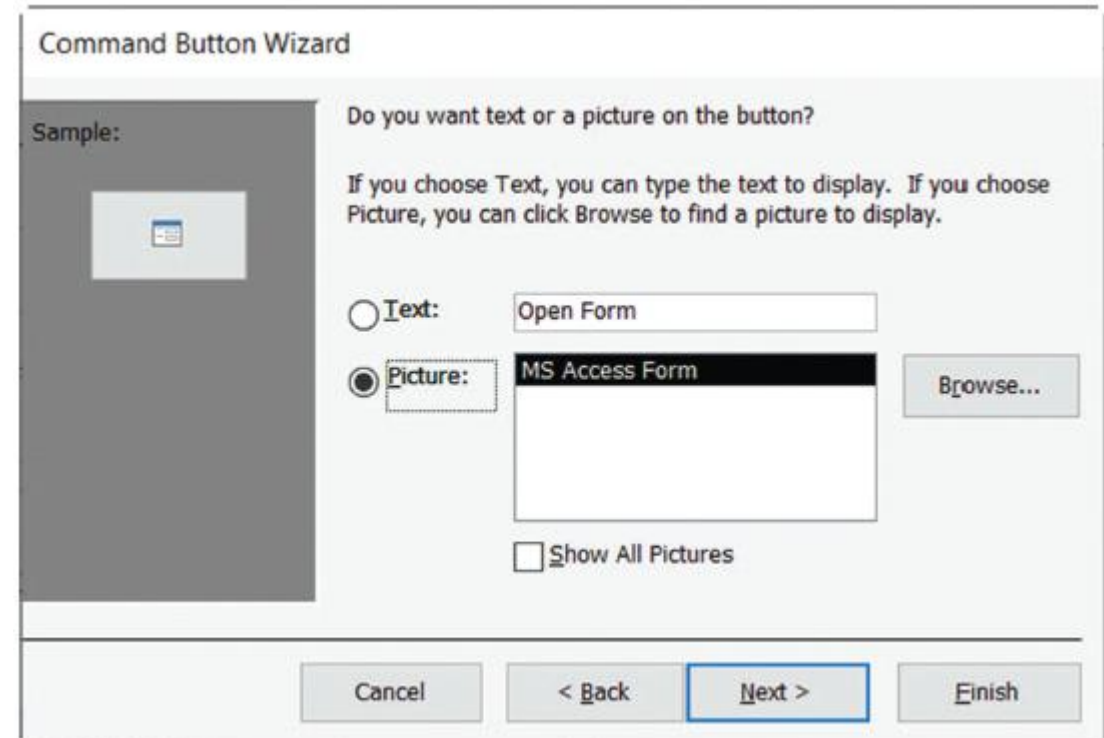 Command Button Wizard
Sample:
Do you want text or a picture on the button?
If you choose Text, you can type the text to display. If you choose
Picture, you can click Browse to find a picture to display.
Text: Open Form
Picture: MS Access Form Browse...
Show All Pictures
Cancel < Back Next > Finish